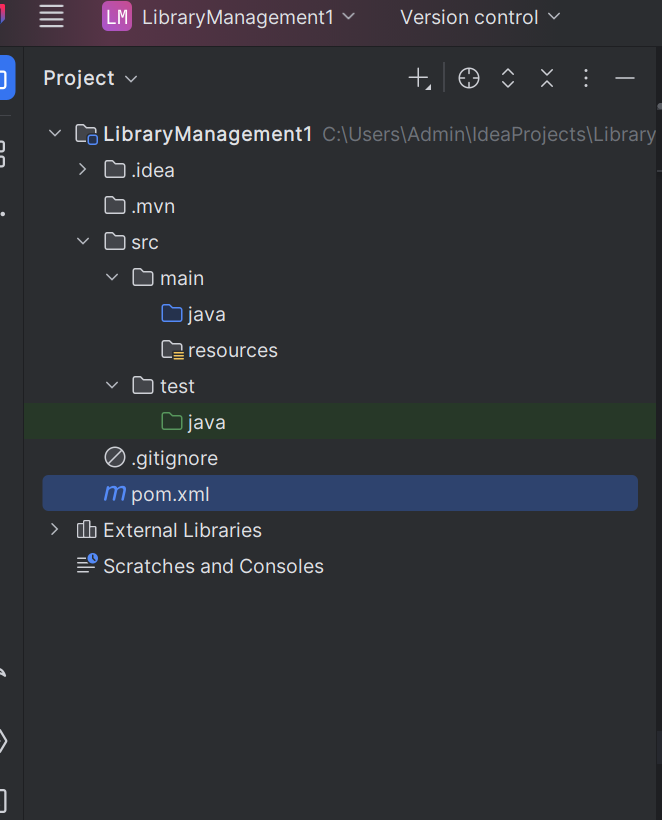 LM LibraryManagement1 Version control
Project
LibraryManagement1 C:\Users\Admin\IdeaProjects\Library
.idea
.mvn
src
main
java
resources
test
java
.gitignore
m pom.xml
External Libraries
Scratches and Consoles